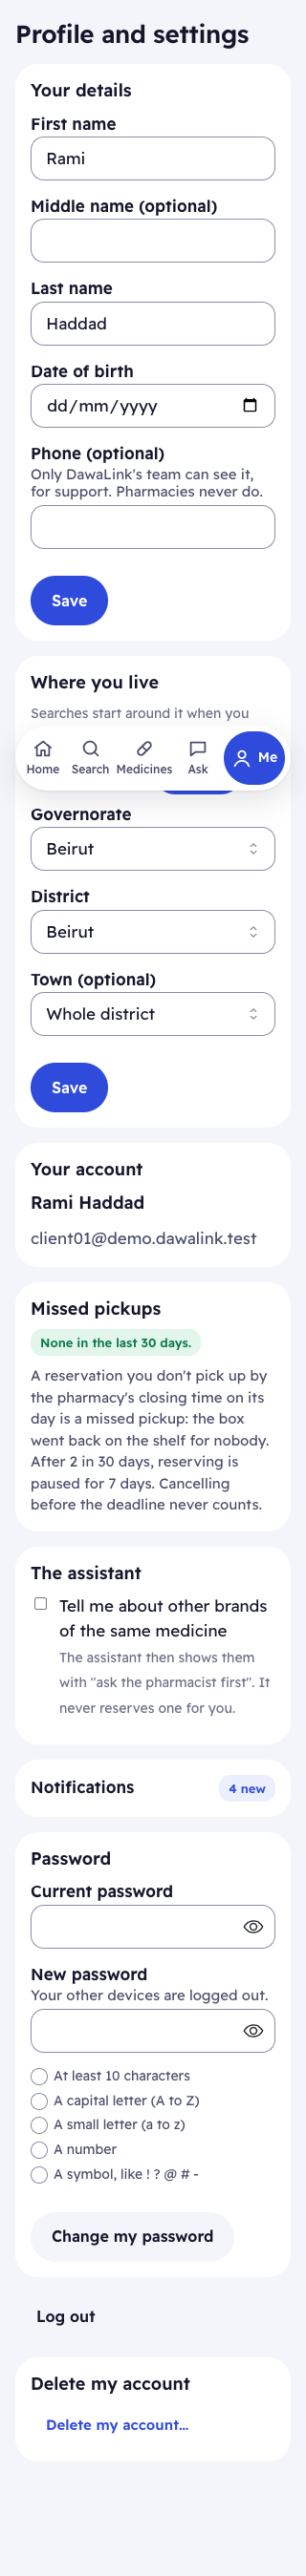 Profile and settings
Your details
First name
Rami
Middle name (optional)
Last name
Haddad
Date of birth
dd/mm/yyyy
Phone (optional)
Only DawaLink's team can see it,
for support. Pharmacies never do.
Save
Where you live
Searches start around it when you
Home
Search
Medicines
Ask
Me
Governorate
Beirut
District
Beirut
Town (optional)
Whole district
Save
Your account
Rami Haddad
client01@demo.dawalink.test
Missed pickups
None in the last 30 days.
A reservation you don't pick up by
the pharmacy's closing time on its
day is a missed pickup: the box
went back on the shelf for nobody.
After 2 in 30 days, reserving is
paused for 7 days. Cancelling
before the deadline never counts.
The assistant
Tell me about other brands
of the same medicine
The assistant then shows them
with "ask the pharmacist first". It
never reserves one for you.
Notifications
4 new
Password
Current password
New password
Your other devices are logged out.
At least 10 characters
A capital letter (A to Z)
A small letter (a to z)
A number
A symbol, like ! ? @ # -
Change my password
Log out
Delete my account
Delete my account...